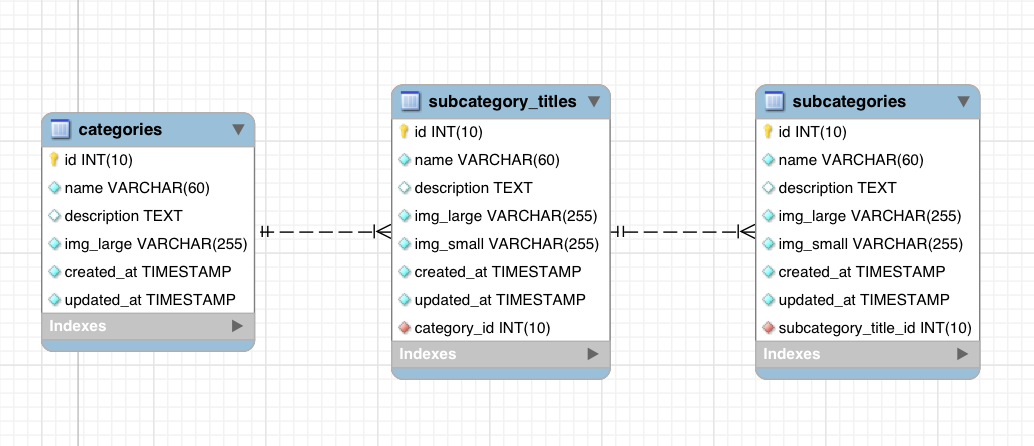 categories
id INT(10)
name VARCHAR(60)
description TEXT
img_large VARCHAR(255)
created_at TIMESTAMP
updated_at TIMESTAMP
Indexes
subcategory_titles
id INT(10)
name VARCHAR(60)
description TEXT
img_large VARCHAR(255)
img_small VARCHAR(255)
created_at TIMESTAMP
updated_at TIMESTAMP
category_id INT(10)
Indexes
subcategories
id INT(10)
name VARCHAR(60)
description TEXT
img_large VARCHAR(255)
img_small VARCHAR(255)
created_at TIMESTAMP
updated_at TIMESTAMP
subcategory_title_id INT(10)
Indexes